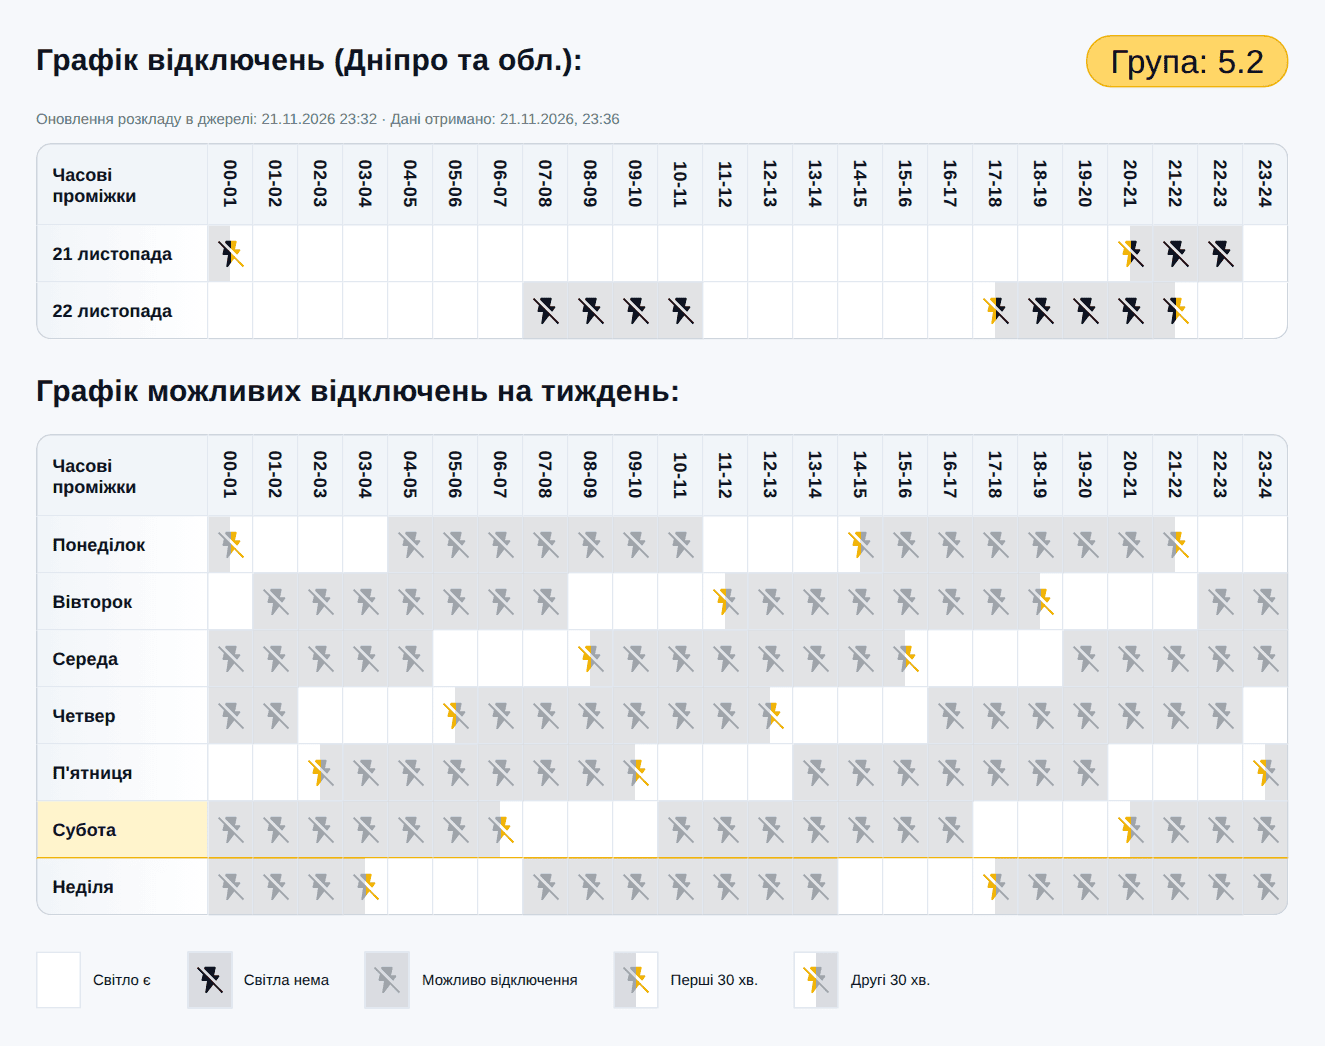 Графік відключень (Дніпро та обл.):
Група: 5.2
Оновлення розкладу в джерелі: 21.11.2026 23:32 · Дані отримано: 21.11.2026, 23:36
Часові проміжки 00-01 01-02 02-03 03-04 04-05 05-06 06-07 07-08 08-09 09-10 10-11 11-12 12-13 13-14 14-15 15-16 16-17 17-18 18-19 19-20 20-21 21-22 22-23 23-24
21 листопада
22 листопада
Графік можливих відключень на тиждень:
Часові проміжки 00-01 01-02 02-03 03-04 04-05 05-06 06-07 07-08 08-09 09-10 10-11 11-12 12-13 13-14 14-15 15-16 16-17 17-18 18-19 19-20 20-21 21-22 22-23 23-24
Понеділок
Вівторок
Середа
Четвер
П'ятниця
Субота
Неділя
Світло є Світла нема Можливо відключення Перші 30 хв. Другі 30 хв.